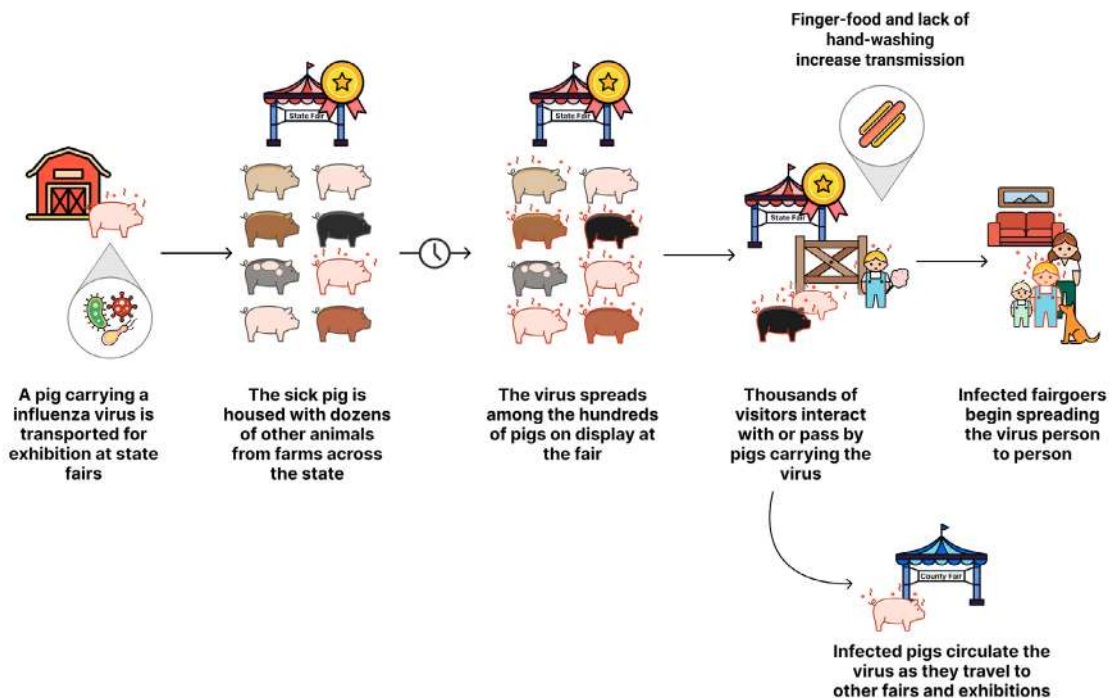 Finger-food and lack of
hand-washing
increase transmission
State Fair
State Fair
State Fair
A pig carrying a
influenza virus is
transported for
exhibition at state
fairs
The sick pig is
housed with dozens
of other animals
from farms across
the state
The virus spreads
among the hundreds
of pigs on display at
the fair
Thousands of
visitors interact
with or pass by
pigs carrying the
virus
Infected fairgoers
begin spreading
the virus person
to person
County Fair
Infected pigs circulate the
virus as they travel to
other fairs and exhibitions